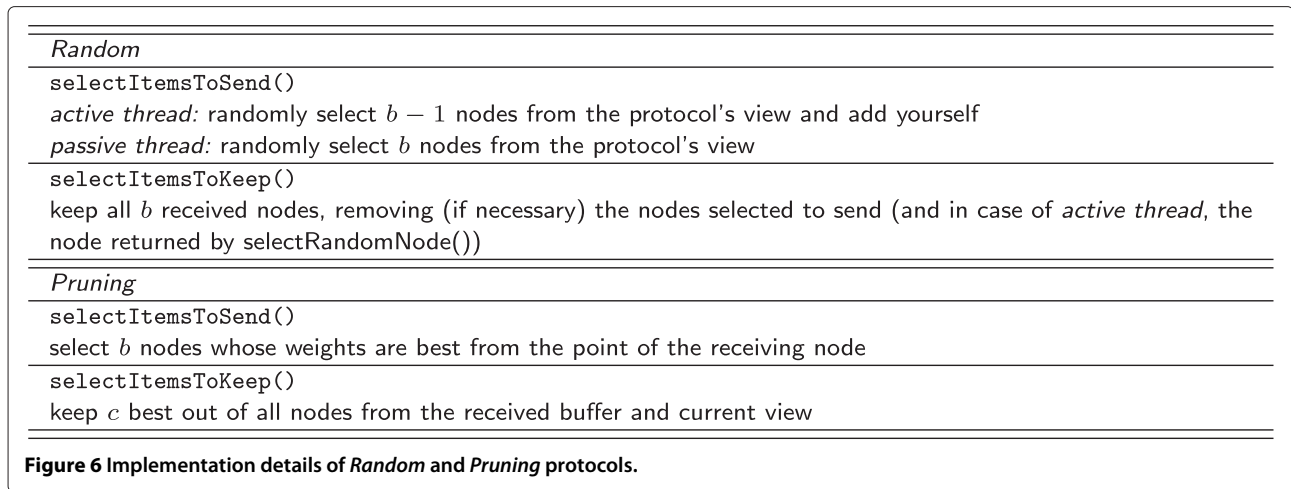 Random
selectItemsToSend()
active thread: randomly select b − 1 nodes from the protocol's view and add yourself
passive thread: randomly select b nodes from the protocol's view
selectItemsToKeep()
keep all b received nodes, removing (if necessary) the nodes selected to send (and in case of active thread, the
node returned by selectRandomNode())
Pruning
selectItemsToSend()
select b nodes whose weights are best from the point of the receiving node
selectItemsToKeep()
keep c best out of all nodes from the received buffer and current view
Figure 6 Implementation details of Random and Pruning protocols.